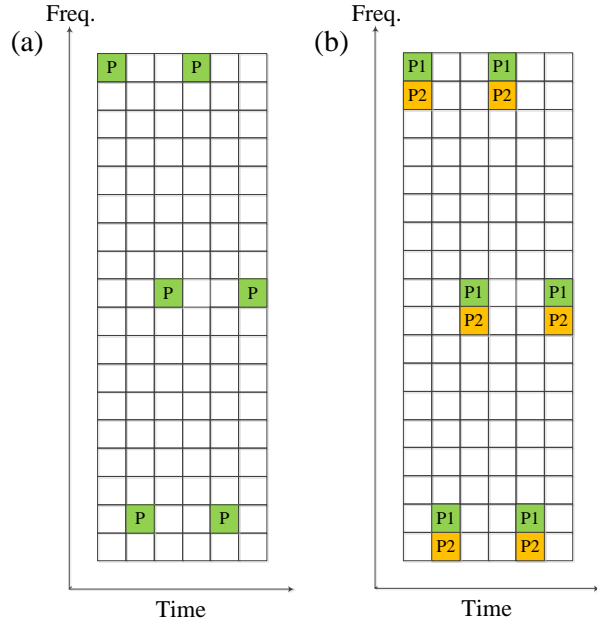 Freq.
(a)
P P
P P
P P
Time
Freq.
(b)
P1 P1
P2 P2
P1 P1
P2 P2
P1 P1
P2 P2
Time